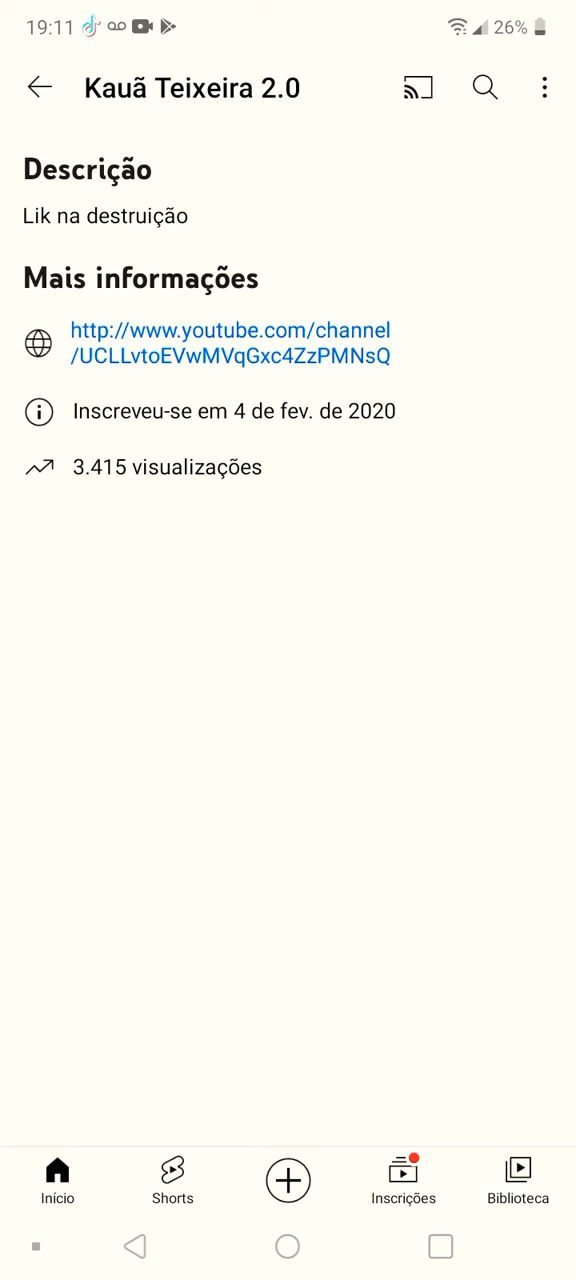 19:11
26%
Kauã Teixeira 2.0
Descrição
Lik na destruição
Mais informações
http://www.youtube.com/channel
/UCLLvtoEVwMVqGxc4ZzPMNsQ
Inscreveu-se em 4 de fev. de 2020
3.415 visualizações
Início
Shorts
Inscrições
Biblioteca